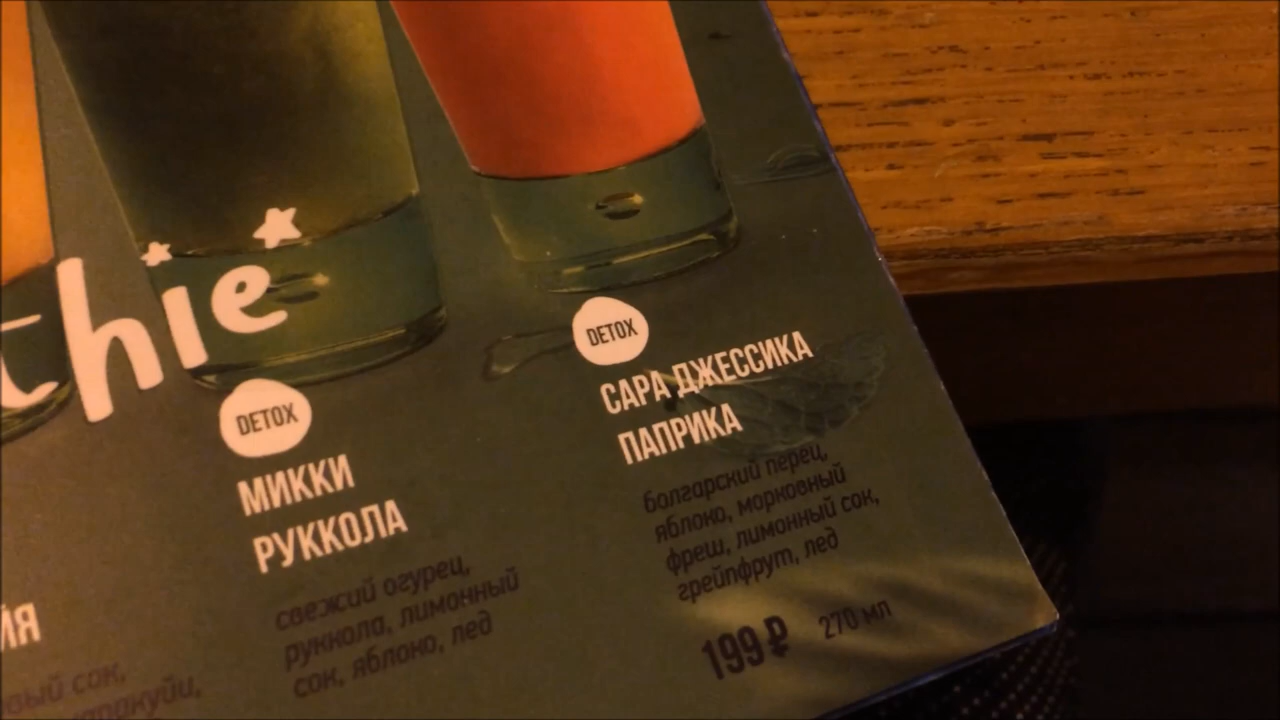 thie
DETOX
САРА ДЖЕССИКА
ПАПРИКА
болгарский перец,
яблоко, морковный
фреш, лимонный сок,
грейпфрут, лед
199 ₽ 270 мл
DETOX
МИККИ
РУККОЛА
свежий огурец,
руккола, лимонный
сок, яблоко, лед
ЙЯ
сок,